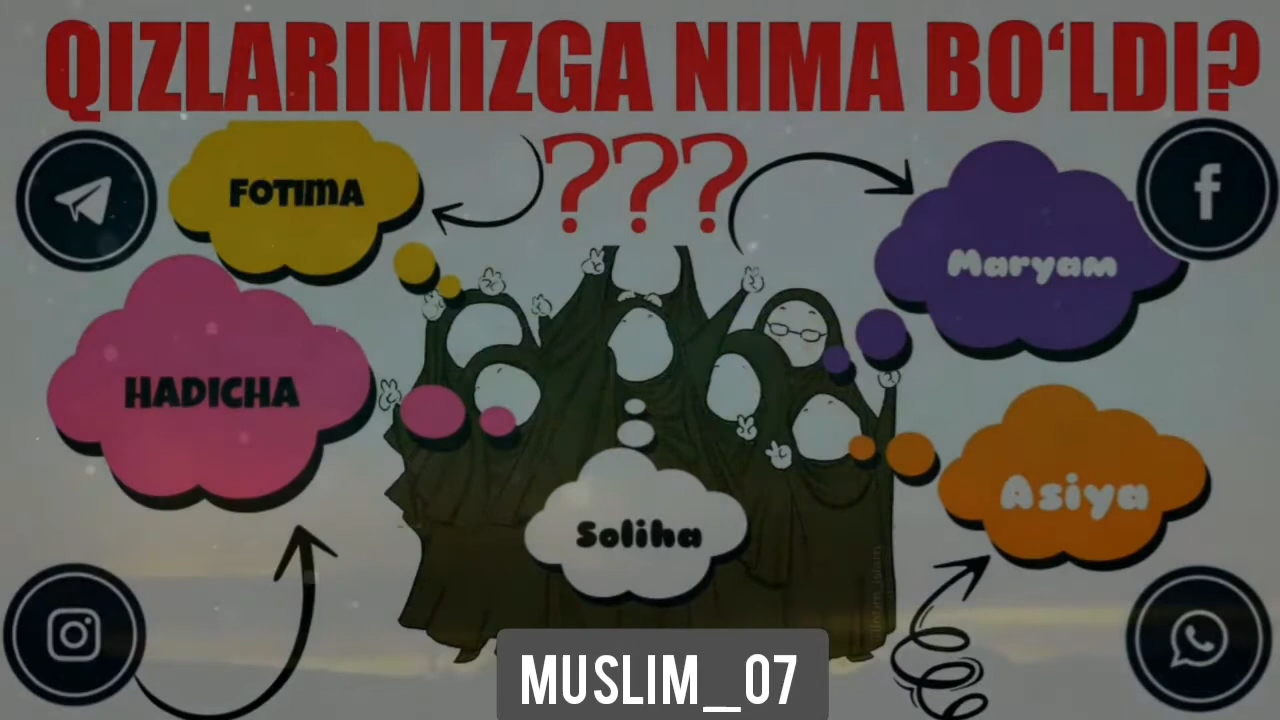 QIZLARIMIZGA NIMA BO‘LDI?
???
FOTIMA
Maryam
HADICHA
Asiya
Soliha
MUSLIM_07